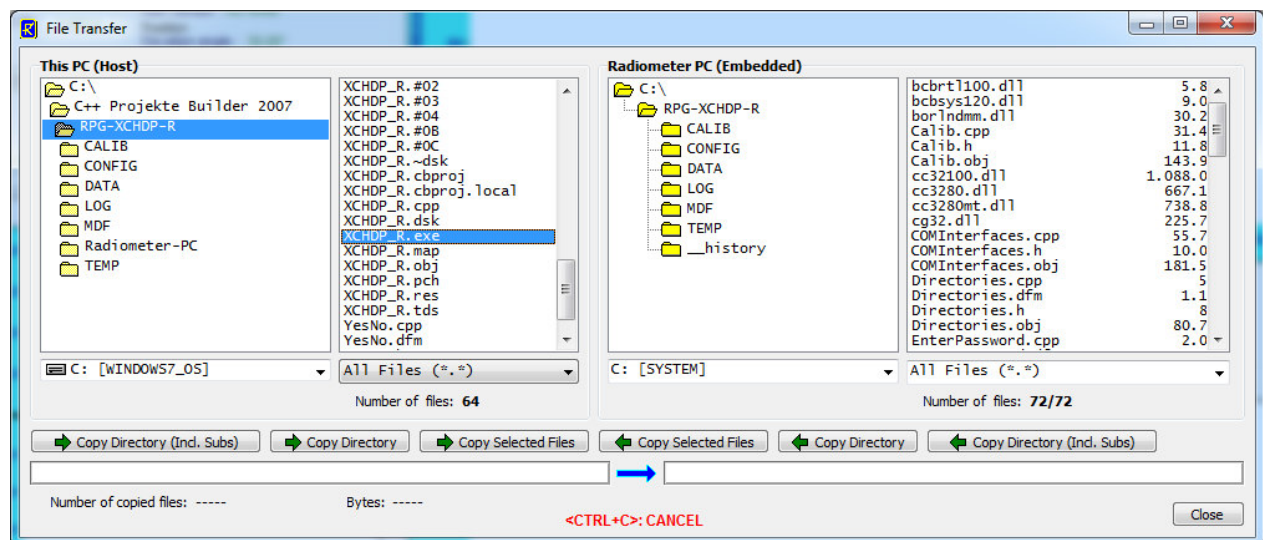 File Transfer
This PC (Host)
C:\
C++ Projekte Builder 2007
RPG-XCHDP-R
CALIB
CONFIG
DATA
LOG
MDF
Radiometer-PC
TEMP
XCHDP_R.#02
XCHDP_R.#03
XCHDP_R.#04
XCHDP_R.#0B
XCHDP_R.#0C
XCHDP_R.~dsk
XCHDP_R.cbproj
XCHDP_R.cbproj.local
XCHDP_R.cpp
XCHDP_R.dsk
XCHDP_R.exe
XCHDP_R.map
XCHDP_R.obj
XCHDP_R.pch
XCHDP_R.res
XCHDP_R.tds
YesNo.cpp
YesNo.dfm
C: [WINDOWS7_OS]
All Files (*.*)
Number of files: 64
Radiometer PC (Embedded)
C:\
RPG-XCHDP-R
CALIB
CONFIG
DATA
LOG
MDF
TEMP
__history
bcbrtl100.dll 5.8
bcbsys120.dll 9.0
borlndmm.dll 30.2
Calib.cpp 31.4
Calib.h 11.8
Calib.obj 143.9
cc32100.dll 1.088.0
cc3280.dll 667.1
cc3280mt.dll 738.8
cg32.dll 225.7
COMInterfaces.cpp 55.7
COMInterfaces.h 10.0
COMInterfaces.obj 181.5
Directories.cpp 5
Directories.dfm 1.1
Directories.h 8
Directories.obj 80.7
EnterPassword.cpp 2.0
C: [SYSTEM]
All Files (*.*)
Number of files: 72/72
Copy Directory (Incl. Subs) Copy Directory Copy Selected Files Copy Selected Files Copy Directory Copy Directory (Incl. Subs)
Number of copied files: ----- Bytes: -----
<CTRL+C>: CANCEL
Close